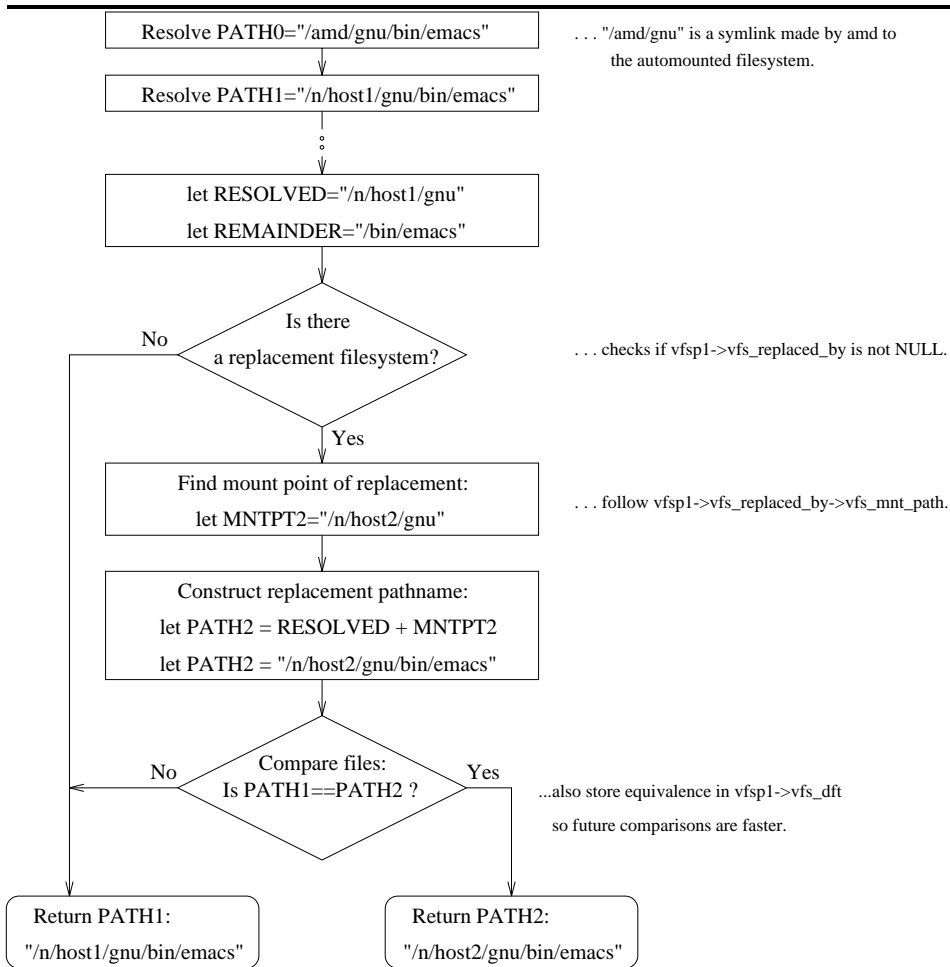 Resolve PATH0="/amd/gnu/bin/emacs"
. . . "/amd/gnu" is a symlink made by amd to
the automounted filesystem.
Resolve PATH1="/n/host1/gnu/bin/emacs"
let RESOLVED="/n/host1/gnu"
let REMAINDER="/bin/emacs"
Is there
a replacement filesystem?
No
. . . checks if vfsp1->vfs_replaced_by is not NULL.
Yes
Find mount point of replacement:
let MNTPT2="/n/host2/gnu"
. . . follow vfsp1->vfs_replaced_by->vfs_mnt_path.
Construct replacement pathname:
let PATH2 = RESOLVED + MNTPT2
let PATH2 = "/n/host2/gnu/bin/emacs"
Compare files:
Is PATH1==PATH2 ?
No
Yes
...also store equivalence in vfsp1->vfs_dft
so future comparisons are faster.
Return PATH1:
"/n/host1/gnu/bin/emacs"
Return PATH2:
"/n/host2/gnu/bin/emacs"